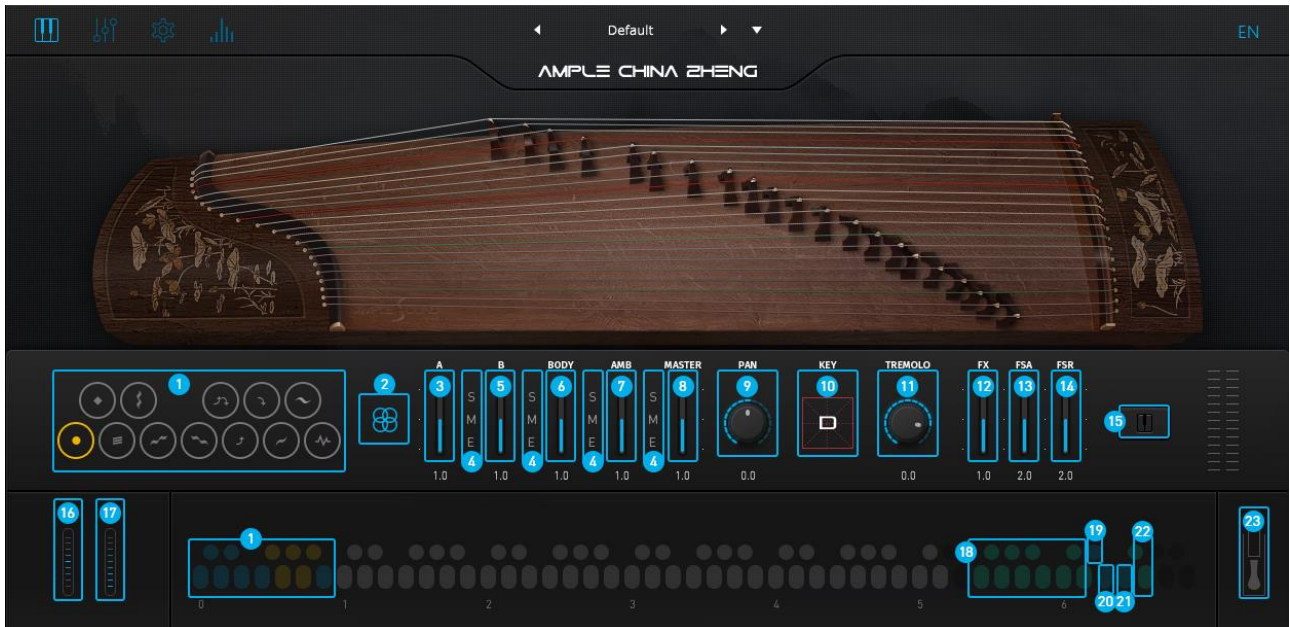 Default
EN
AMPLE CHINA ZHENG
A B BODY AMB MASTER PAN KEY TREMOLO FX FSA FSR
1 2 3 5 6 7 8 9 10 11 12 13 14
S S S S
M M M M
D
15
E E E E
4 4 4 4
1.0 1.0 1.0 1.0 1.0 0.0 0.0 1.0 2.0 2.0
16 17 23
1 19 22
18
20 21
0 1 2 3 4 5 6